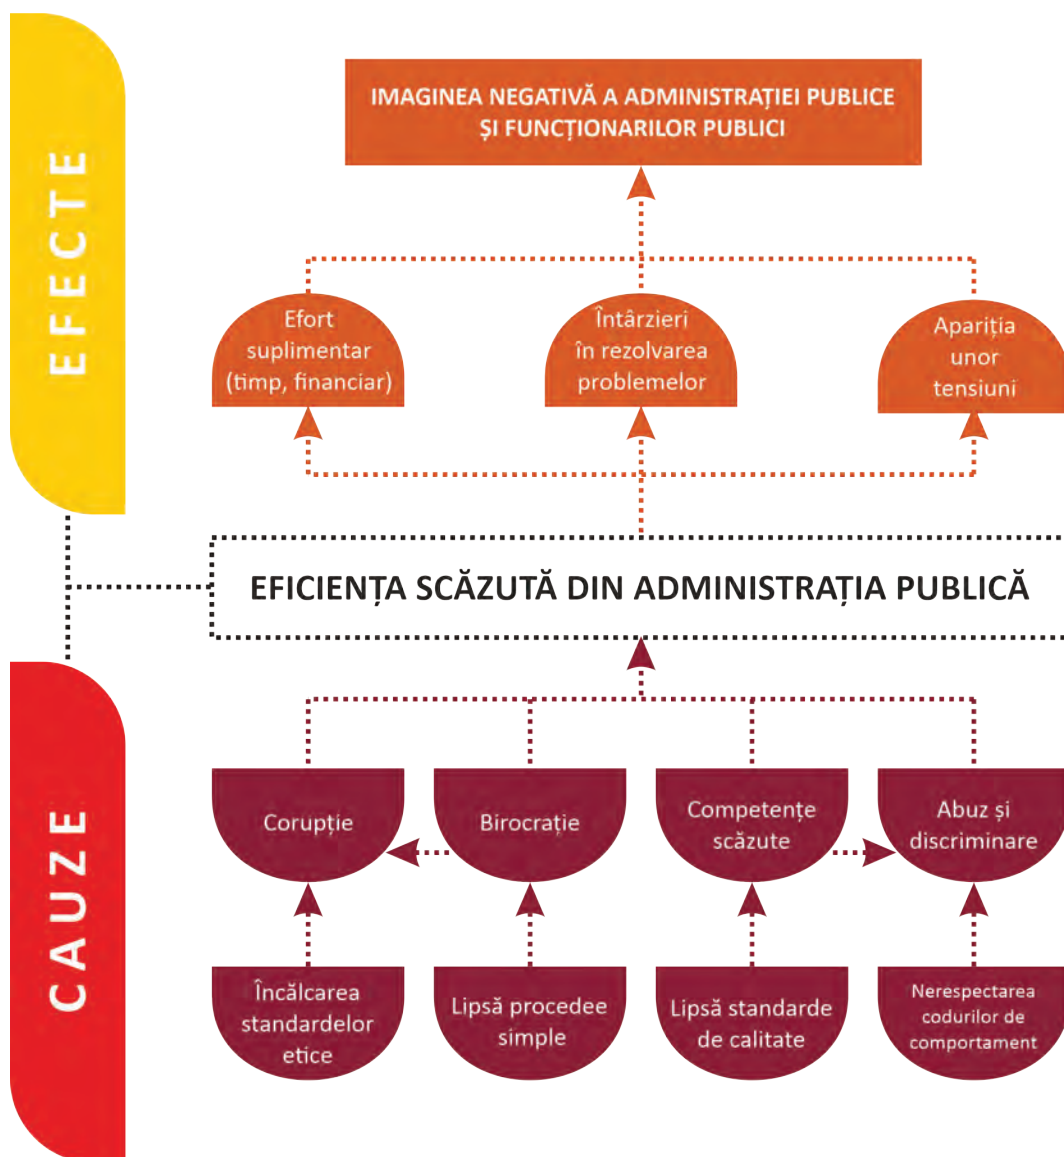 EFECTE
IMAGINEA NEGATIVĂ A ADMINISTRAȚIEI PUBLICE
ȘI FUNCȚIONARILOR PUBLICI
Efort
suplimentar
(timp, financiar)
Întârzieri
în rezolvarea
problemelor
Apariția
unor
tensiuni
EFICIENȚA SCĂZUTĂ DIN ADMINISTRAȚIA PUBLICĂ
CAUZE
Corupție
Birocrație
Competențe
scăzute
Abuz și
discriminare
Încălcarea
standardelor
etice
Lipsă procedee
simple
Lipsă standarde
de calitate
Nerespectarea
codurilor de
comportament